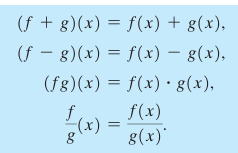 (f + g)(x) = f(x) + g(x),
(f − g)(x) = f(x) − g(x),
(fg)(x) = f(x) · g(x),
f/g (x) = f(x)/g(x).